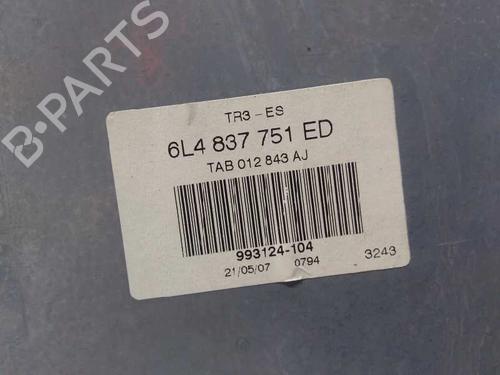 B-PARTS
TR3-ES
6L4 837 751 ED
TAB 012 843 AJ
993124-104
21/05/07 0794 3243